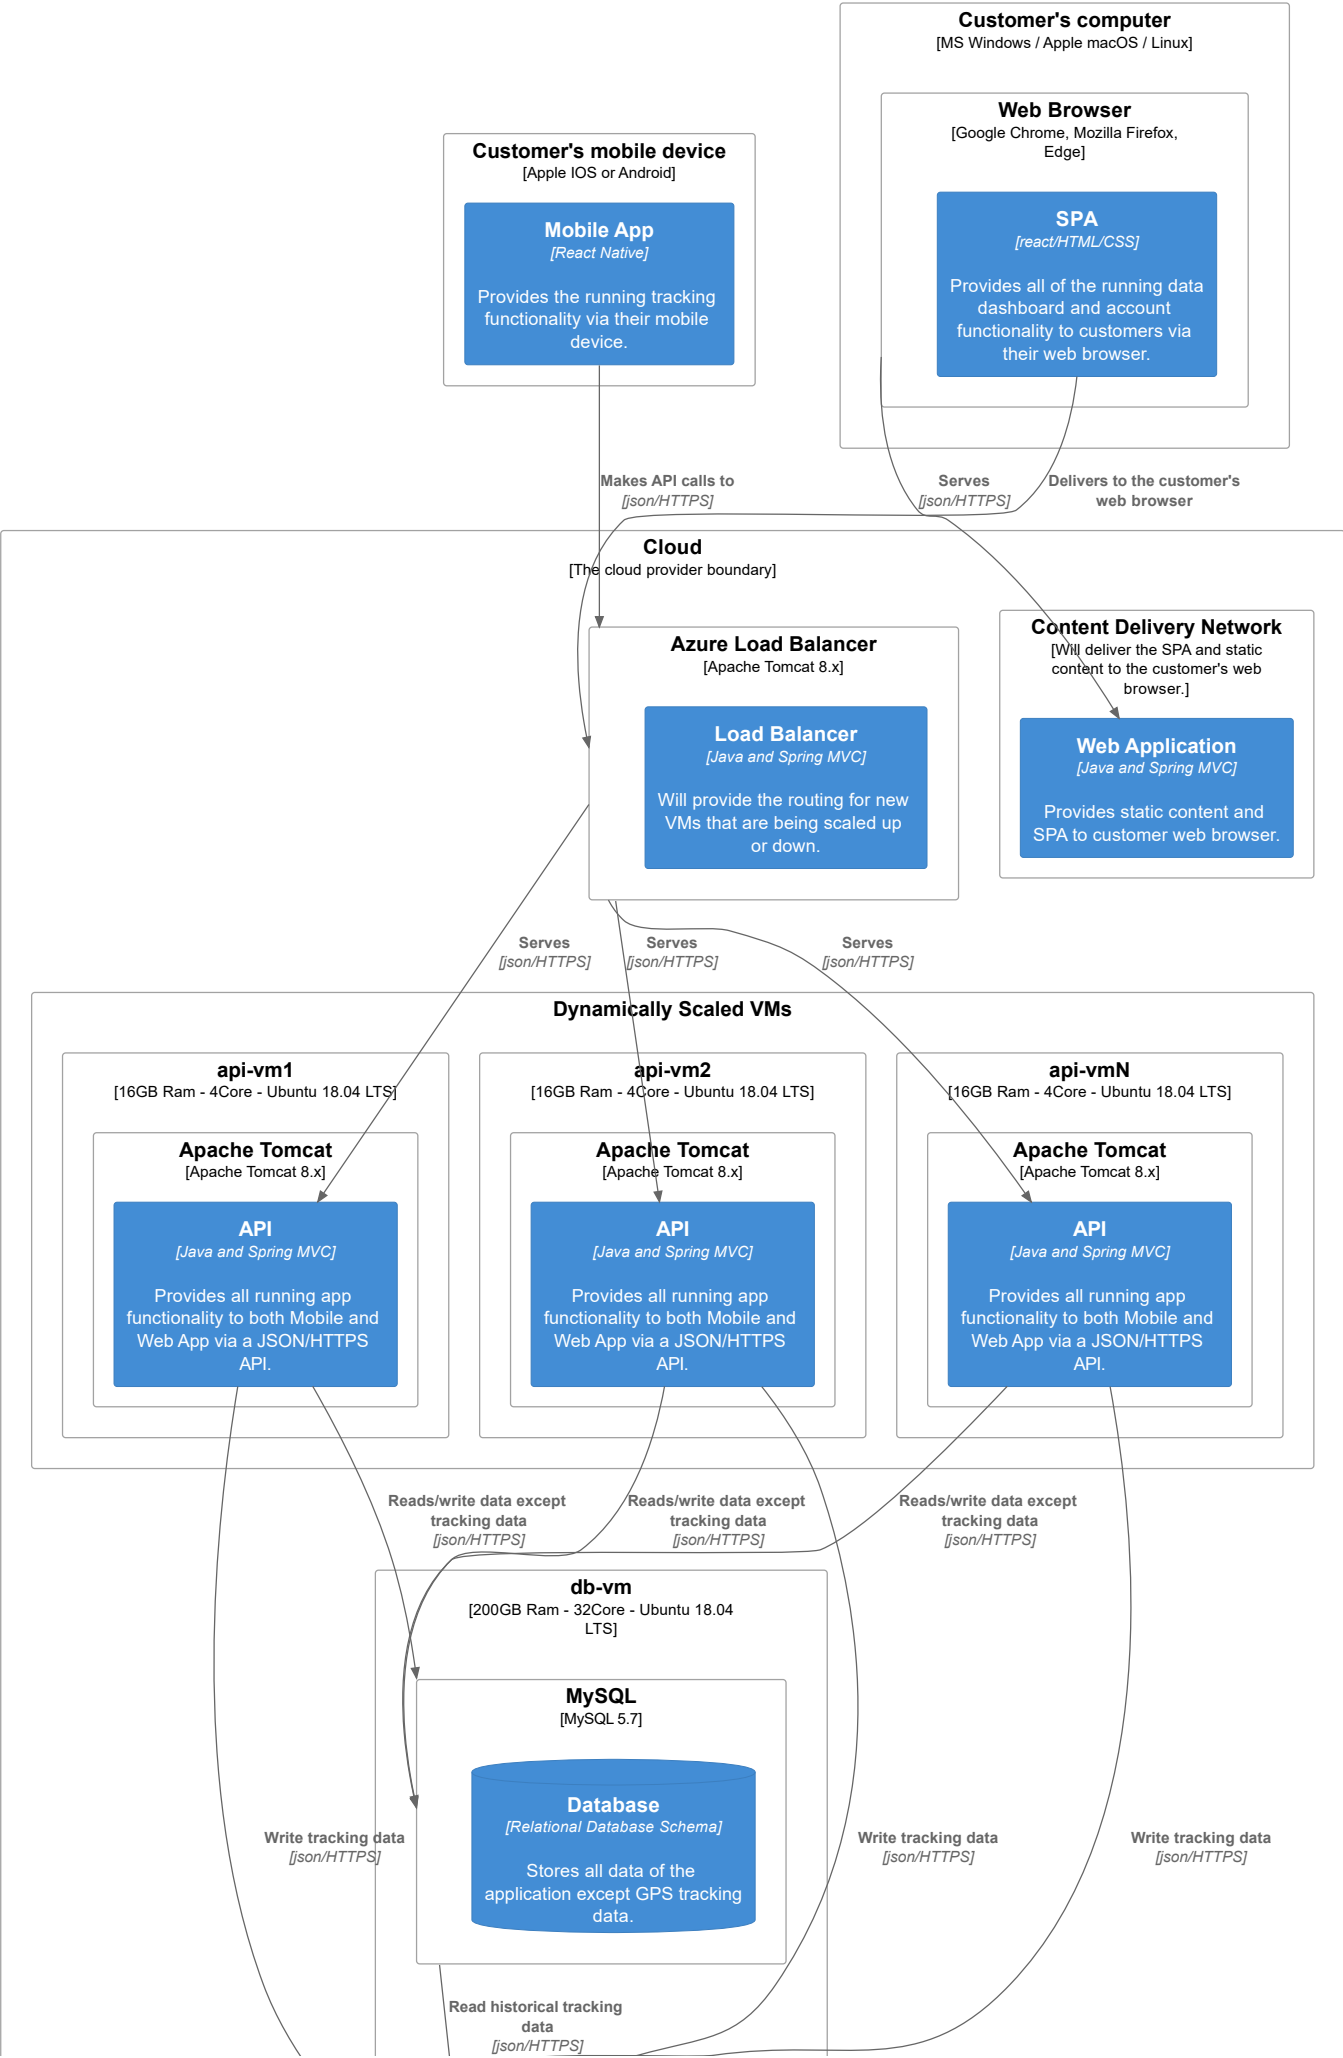 Customer's computer
[MS Windows / Apple macOS / Linux]
Web Browser
[Google Chrome, Mozilla Firefox,
Edge]
SPA
[react/HTML/CSS]
Provides all of the running data
dashboard and account
functionality to customers via
their web browser.
Customer's mobile device
[Apple IOS or Android]
Mobile App
[React Native]
Provides the running tracking
functionality via their mobile
device.
Makes API calls to
[json/HTTPS]
Serves
[json/HTTPS]
Delivers to the customer's
web browser
Cloud
[The cloud provider boundary]
Azure Load Balancer
[Apache Tomcat 8.x]
Load Balancer
[Java and Spring MVC]
Will provide the routing for new
VMs that are being scaled up
or down.
Content Delivery Network
[Will deliver the SPA and static
content to the customer's web
browser.]
Web Application
[Java and Spring MVC]
Provides static content and
SPA to customer web browser.
Serves
[json/HTTPS]
Serves
[json/HTTPS]
Serves
[json/HTTPS]
Dynamically Scaled VMs
api-vm1
[16GB Ram - 4Core - Ubuntu 18.04 LTS]
Apache Tomcat
[Apache Tomcat 8.x]
API
[Java and Spring MVC]
Provides all running app
functionality to both Mobile and
Web App via a JSON/HTTPS
API.
api-vm2
[16GB Ram - 4Core - Ubuntu 18.04 LTS]
Apache Tomcat
[Apache Tomcat 8.x]
API
[Java and Spring MVC]
Provides all running app
functionality to both Mobile and
Web App via a JSON/HTTPS
API.
api-vmN
[16GB Ram - 4Core - Ubuntu 18.04 LTS]
Apache Tomcat
[Apache Tomcat 8.x]
API
[Java and Spring MVC]
Provides all running app
functionality to both Mobile and
Web App via a JSON/HTTPS
API.
Reads/write data except
tracking data
[json/HTTPS]
Reads/write data except
tracking data
[json/HTTPS]
Reads/write data except
tracking data
[json/HTTPS]
db-vm
[200GB Ram - 32Core - Ubuntu 18.04
LTS]
MySQL
[MySQL 5.7]
Database
[Relational Database Schema]
Stores all data of the
application except GPS tracking
data.
Write tracking data
[json/HTTPS]
Write tracking data
[json/HTTPS]
Write tracking data
[json/HTTPS]
Read historical tracking
data
[json/HTTPS]